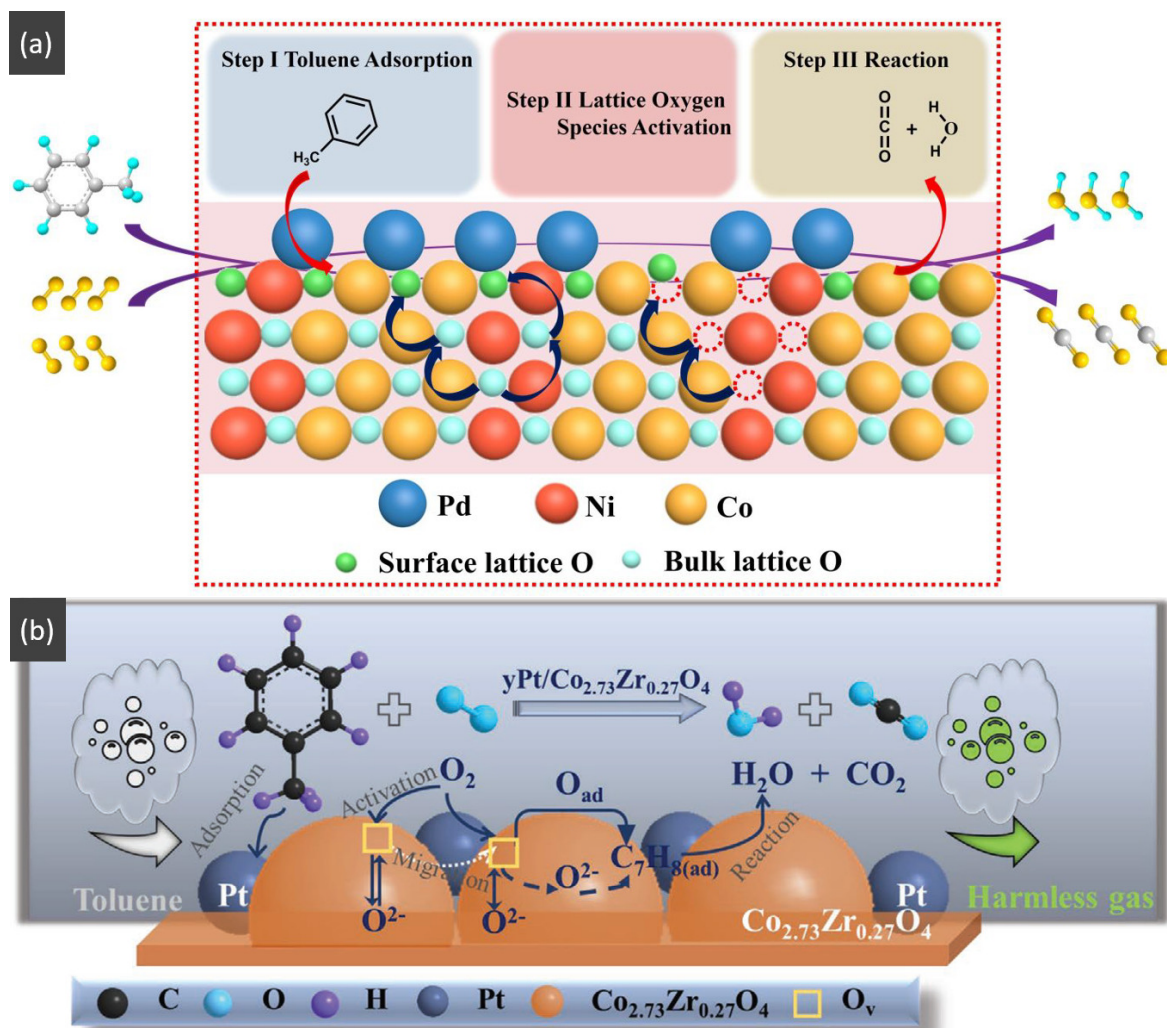 (a)
Step I Toluene Adsorption
H₃C
Step II Lattice Oxygen
Species Activation
Step III Reaction
O
C
O
+
H
O
H
Pd
Ni
Co
Surface lattice O
Bulk lattice O
(b)
yPt/Co₂.₇₃Zr₀.₂₇O₄
Adsorption
Activation
O₂
Oad
H₂O + CO₂
Migration
O²⁻
C₇H₈(ad)
Reaction
Toluene
Pt
O²⁻
O²⁻
Pt
Harmless gas
Co₂.₇₃Zr₀.₂₇O₄
C
O
H
Pt
Co₂.₇₃Zr₀.₂₇O₄
Oᵥ